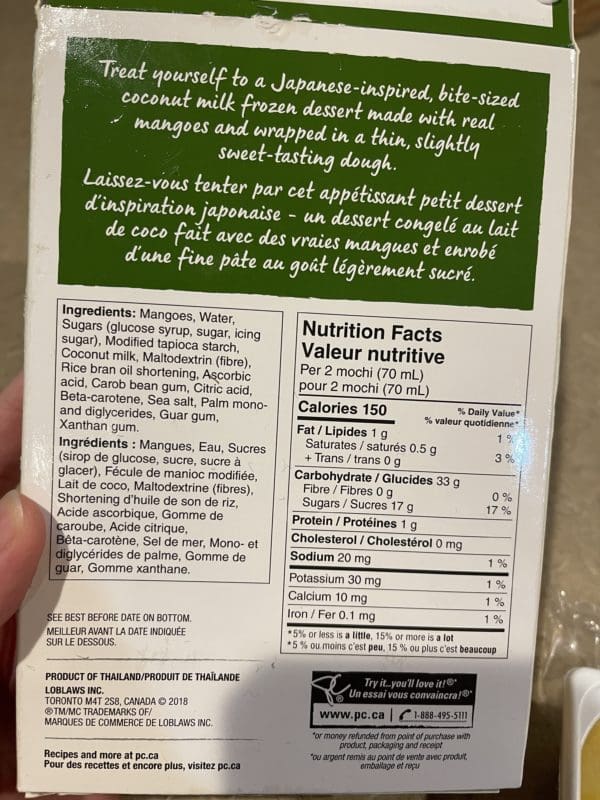 Treat yourself to a Japanese-inspired, bite-sized
coconut milk frozen dessert made with real
mangoes and wrapped in a thin, slightly
sweet-tasting dough.
Laissez-vous tenter par cet appétissant petit dessert
d'inspiration japonaise - un dessert congelé au lait
de coco fait avec des vraies mangues et enrobé
d'une fine pâte au goût légèrement sucré.
Ingredients: Mangoes, Water,
Sugars (glucose syrup, sugar, icing
sugar), Modified tapioca starch,
Coconut milk, Maltodextrin (fibre),
Rice bran oil shortening, Ascorbic
acid, Carob bean gum, Citric acid,
Beta-carotene, Sea salt, Palm mono-
and diglycerides, Guar gum,
Xanthan gum.
Ingrédients : Mangues, Eau, Sucres
(sirop de glucose, sucre, sucre à
glacer), Fécule de manioc modifiée,
Lait de coco, Maltodextrine (fibres),
Shortening d'huile de son de riz,
Acide ascorbique, Gomme de
caroube, Acide citrique,
Bêta-carotène, Sel de mer, Mono- et
diglycérides de palme, Gomme de
guar, Gomme xanthane.
SEE BEST BEFORE DATE ON BOTTOM.
MEILLEUR AVANT LA DATE INDIQUÉE
SUR LE DESSOUS.
PRODUCT OF THAILAND/PRODUIT DE THAÏLANDE
LOBLAWS INC.
TORONTO M4T 2S8, CANADA © 2018
®TM/MC TRADEMARKS OF/
MARQUES DE COMMERCE DE LOBLAWS INC.
Recipes and more at pc.ca
Pour des recettes et encore plus, visitez pc.ca
Nutrition Facts
Valeur nutritive
Per 2 mochi (70 mL)
pour 2 mochi (70 mL)
Calories 150
% Daily Value*
% valeur quotidienne*
Fat / Lipides 1 g 1 %
Saturates / saturés 0.5 g
+ Trans / trans 0 g 3 %
Carbohydrate / Glucides 33 g
Fibre / Fibres 0 g 0 %
Sugars / Sucres 17 g 17 %
Protein / Protéines 1 g
Cholesterol / Cholestérol 0 mg
Sodium 20 mg 1 %
Potassium 30 mg 1 %
Calcium 10 mg 1 %
Iron / Fer 0.1 mg 1 %
*5% or less is a little, 15% or more is a lot
*5 % ou moins c'est peu, 15 % ou plus c'est beaucoup
PC
Try it...you'll love it!®*
Un essai vous convaincra!®*
www.pc.ca 1-888-495-5111
*or money refunded from point of purchase with
product, packaging and receipt
*ou argent remis au point de vente avec produit,
emballage et reçu